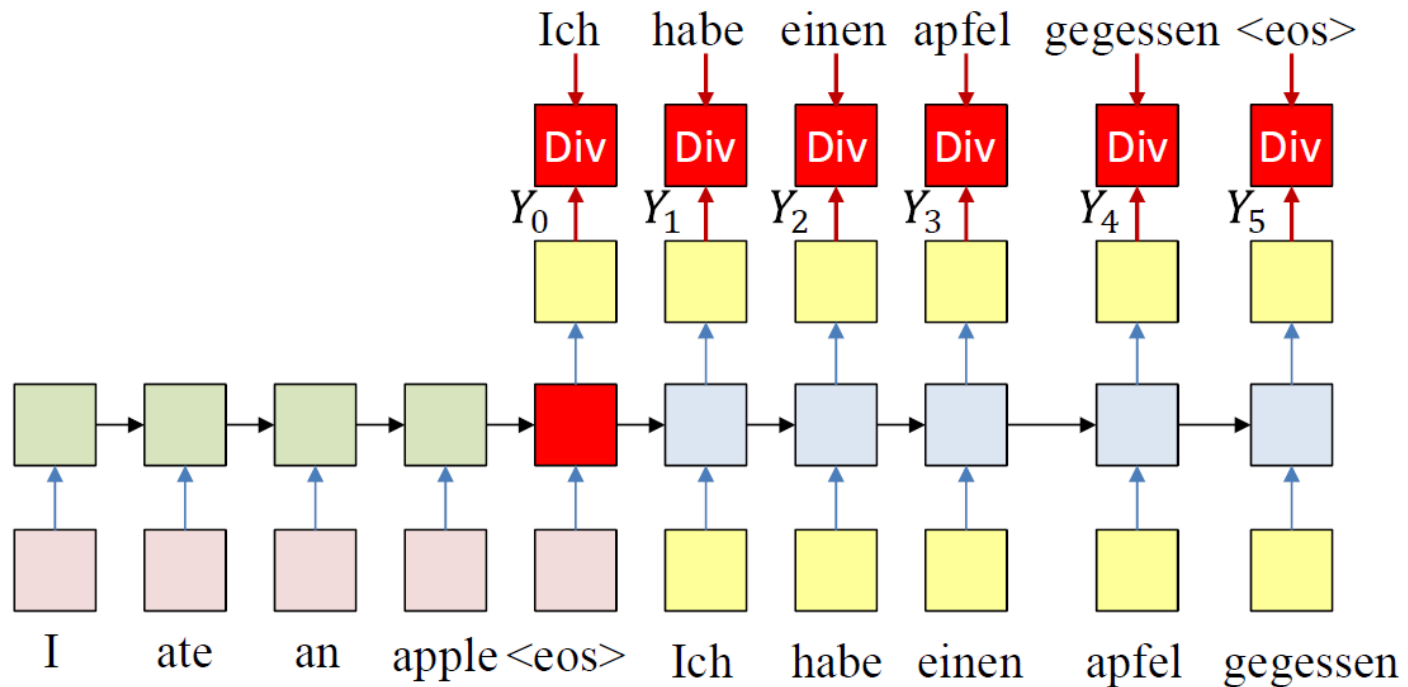 Ich habe einen apfel gegessen <eos>
Div Div Div Div Div Div
Y₀ Y₁ Y₂ Y₃ Y₄ Y₅
I ate an apple <eos> Ich habe einen apfel gegessen